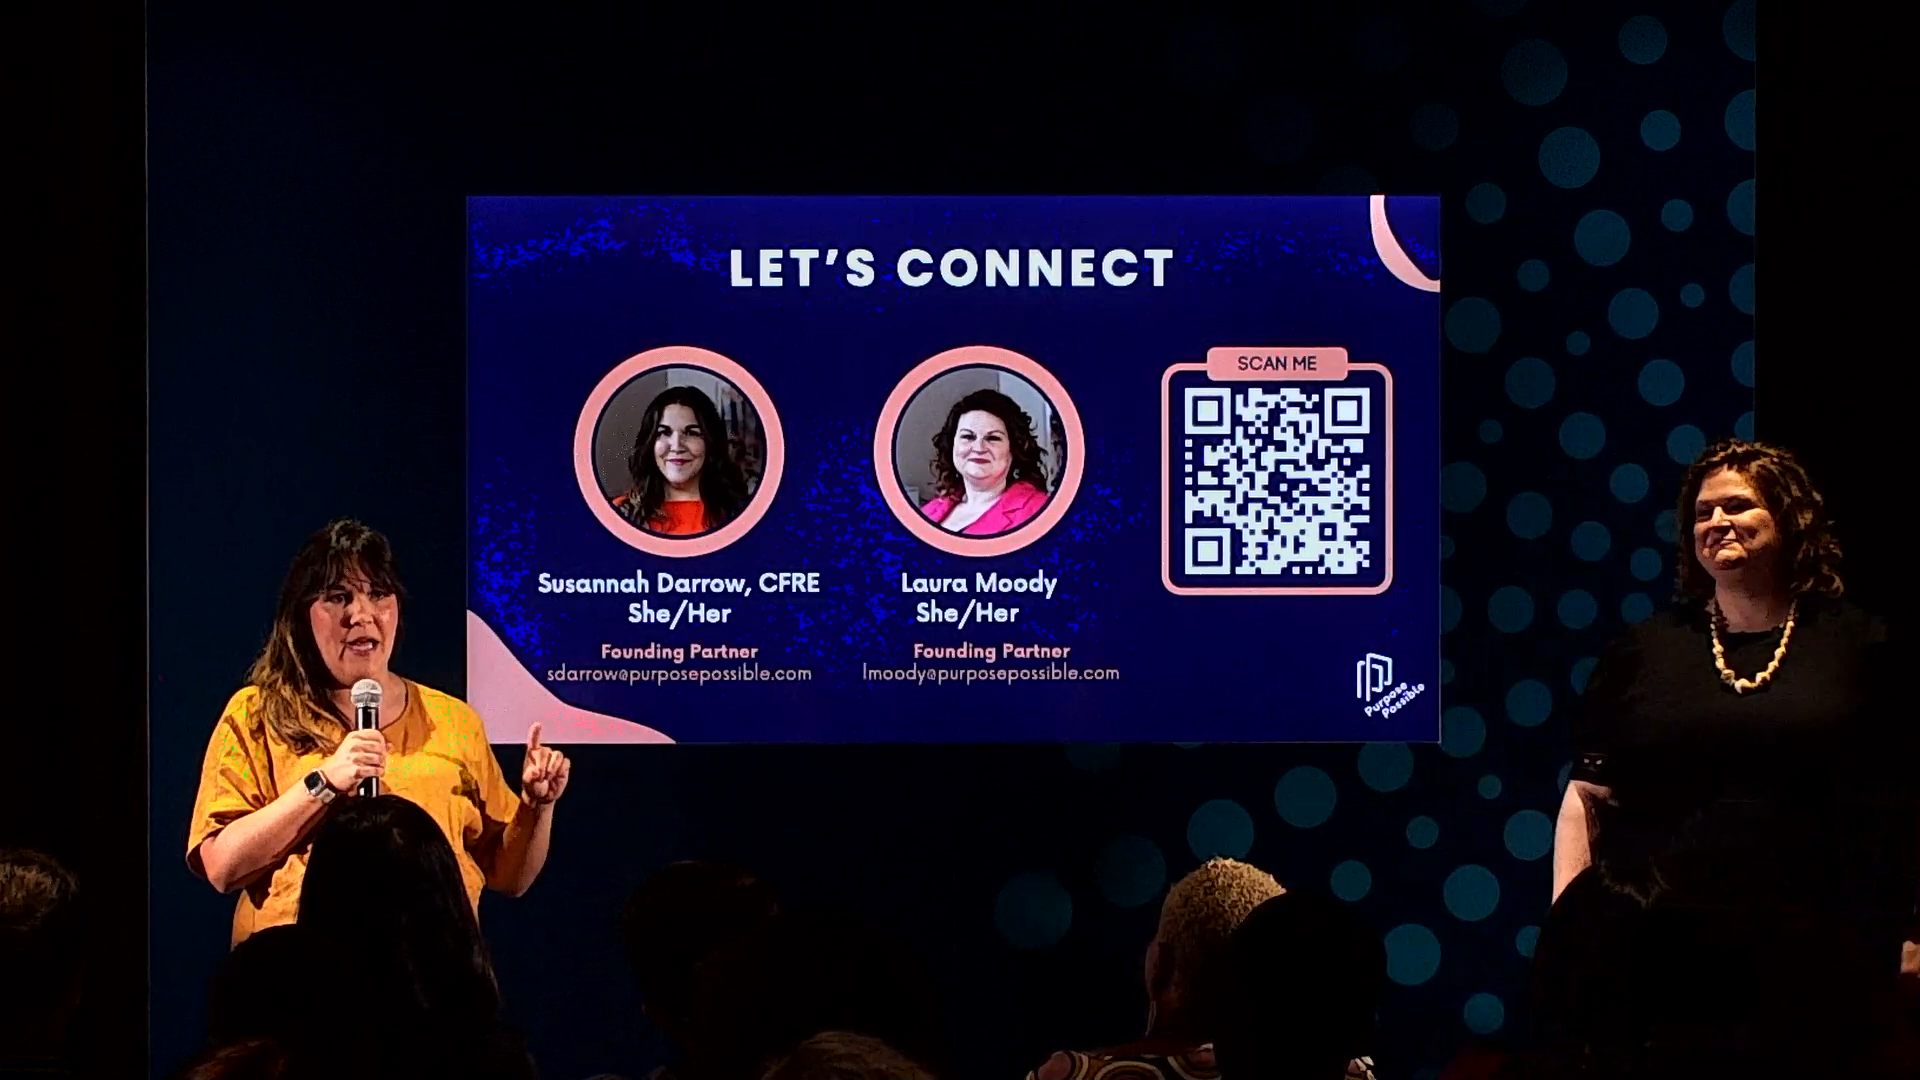 LET'S CONNECT
SCAN ME
Susannah Darrow, CFRE
She/Her
Founding Partner
sdarrow@purposepossible.com
Laura Moody
She/Her
Founding Partner
lmoody@purposepossible.com
Purpose
Possible